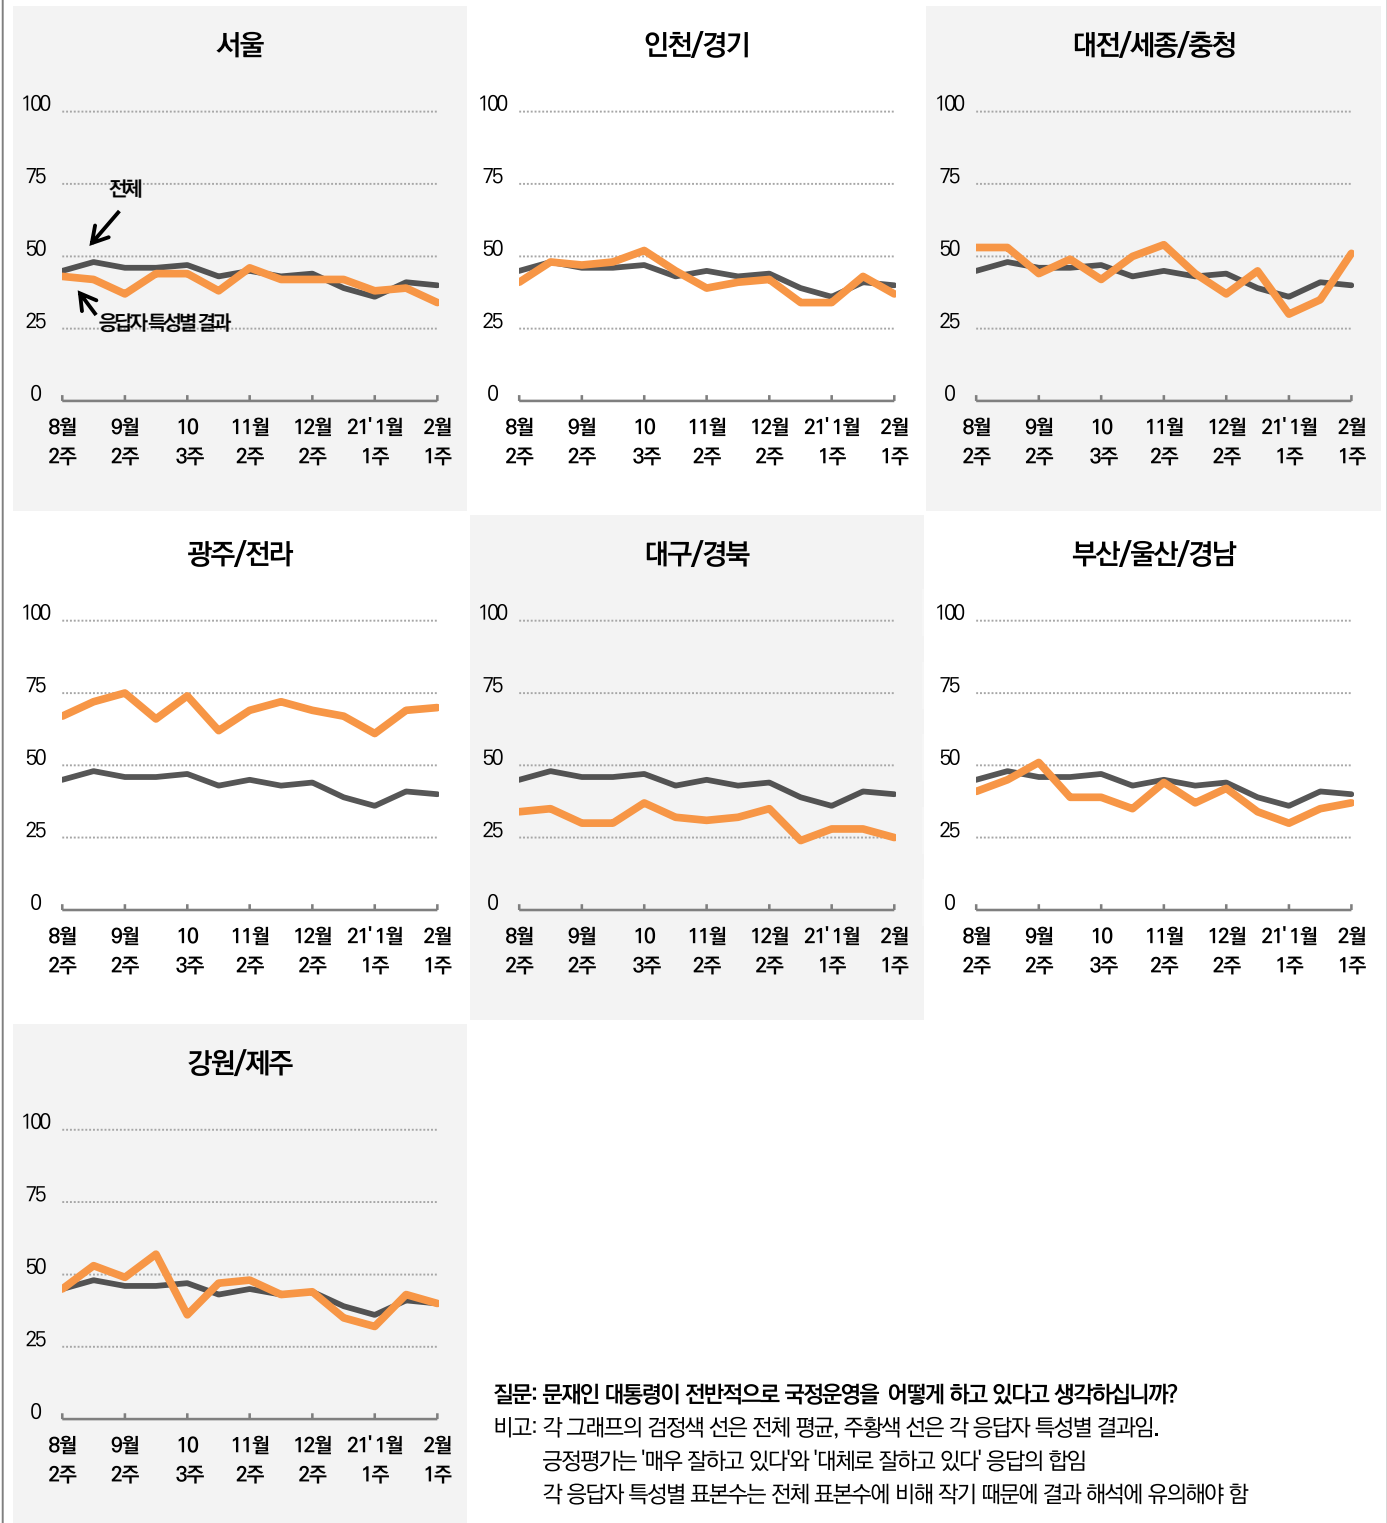 서울
100
75
전체
50
응답자 특성별 결과
25
0
8월 9월 10 11월 12월 21' 1월 2월
2주 2주 3주 2주 2주 1주 1주
인천/경기
100
75
50
25
0
8월 9월 10 11월 12월 21' 1월 2월
2주 2주 3주 2주 2주 1주 1주
대전/세종/충청
100
75
50
25
0
8월 9월 10 11월 12월 21' 1월 2월
2주 2주 3주 2주 2주 1주 1주
광주/전라
100
75
50
25
0
8월 9월 10 11월 12월 21' 1월 2월
2주 2주 3주 2주 2주 1주 1주
대구/경북
100
75
50
25
0
8월 9월 10 11월 12월 21' 1월 2월
2주 2주 3주 2주 2주 1주 1주
부산/울산/경남
100
75
50
25
0
8월 9월 10 11월 12월 21' 1월 2월
2주 2주 3주 2주 2주 1주 1주
강원/제주
100
75
50
25
0
8월 9월 10 11월 12월 21' 1월 2월
2주 2주 3주 2주 2주 1주 1주
질문: 문재인 대통령이 전반적으로 국정운영을 어떻게 하고 있다고 생각하십니까?
비고: 각 그래프의 검정색 선은 전체 평균, 주황색 선은 각 응답자 특성별 결과임.
긍정평가는 '매우 잘하고 있다'와 '대체로 잘하고 있다' 응답의 합임
각 응답자 특성별 표본수는 전체 표본수에 비해 작기 때문에 결과 해석에 유의해야 함